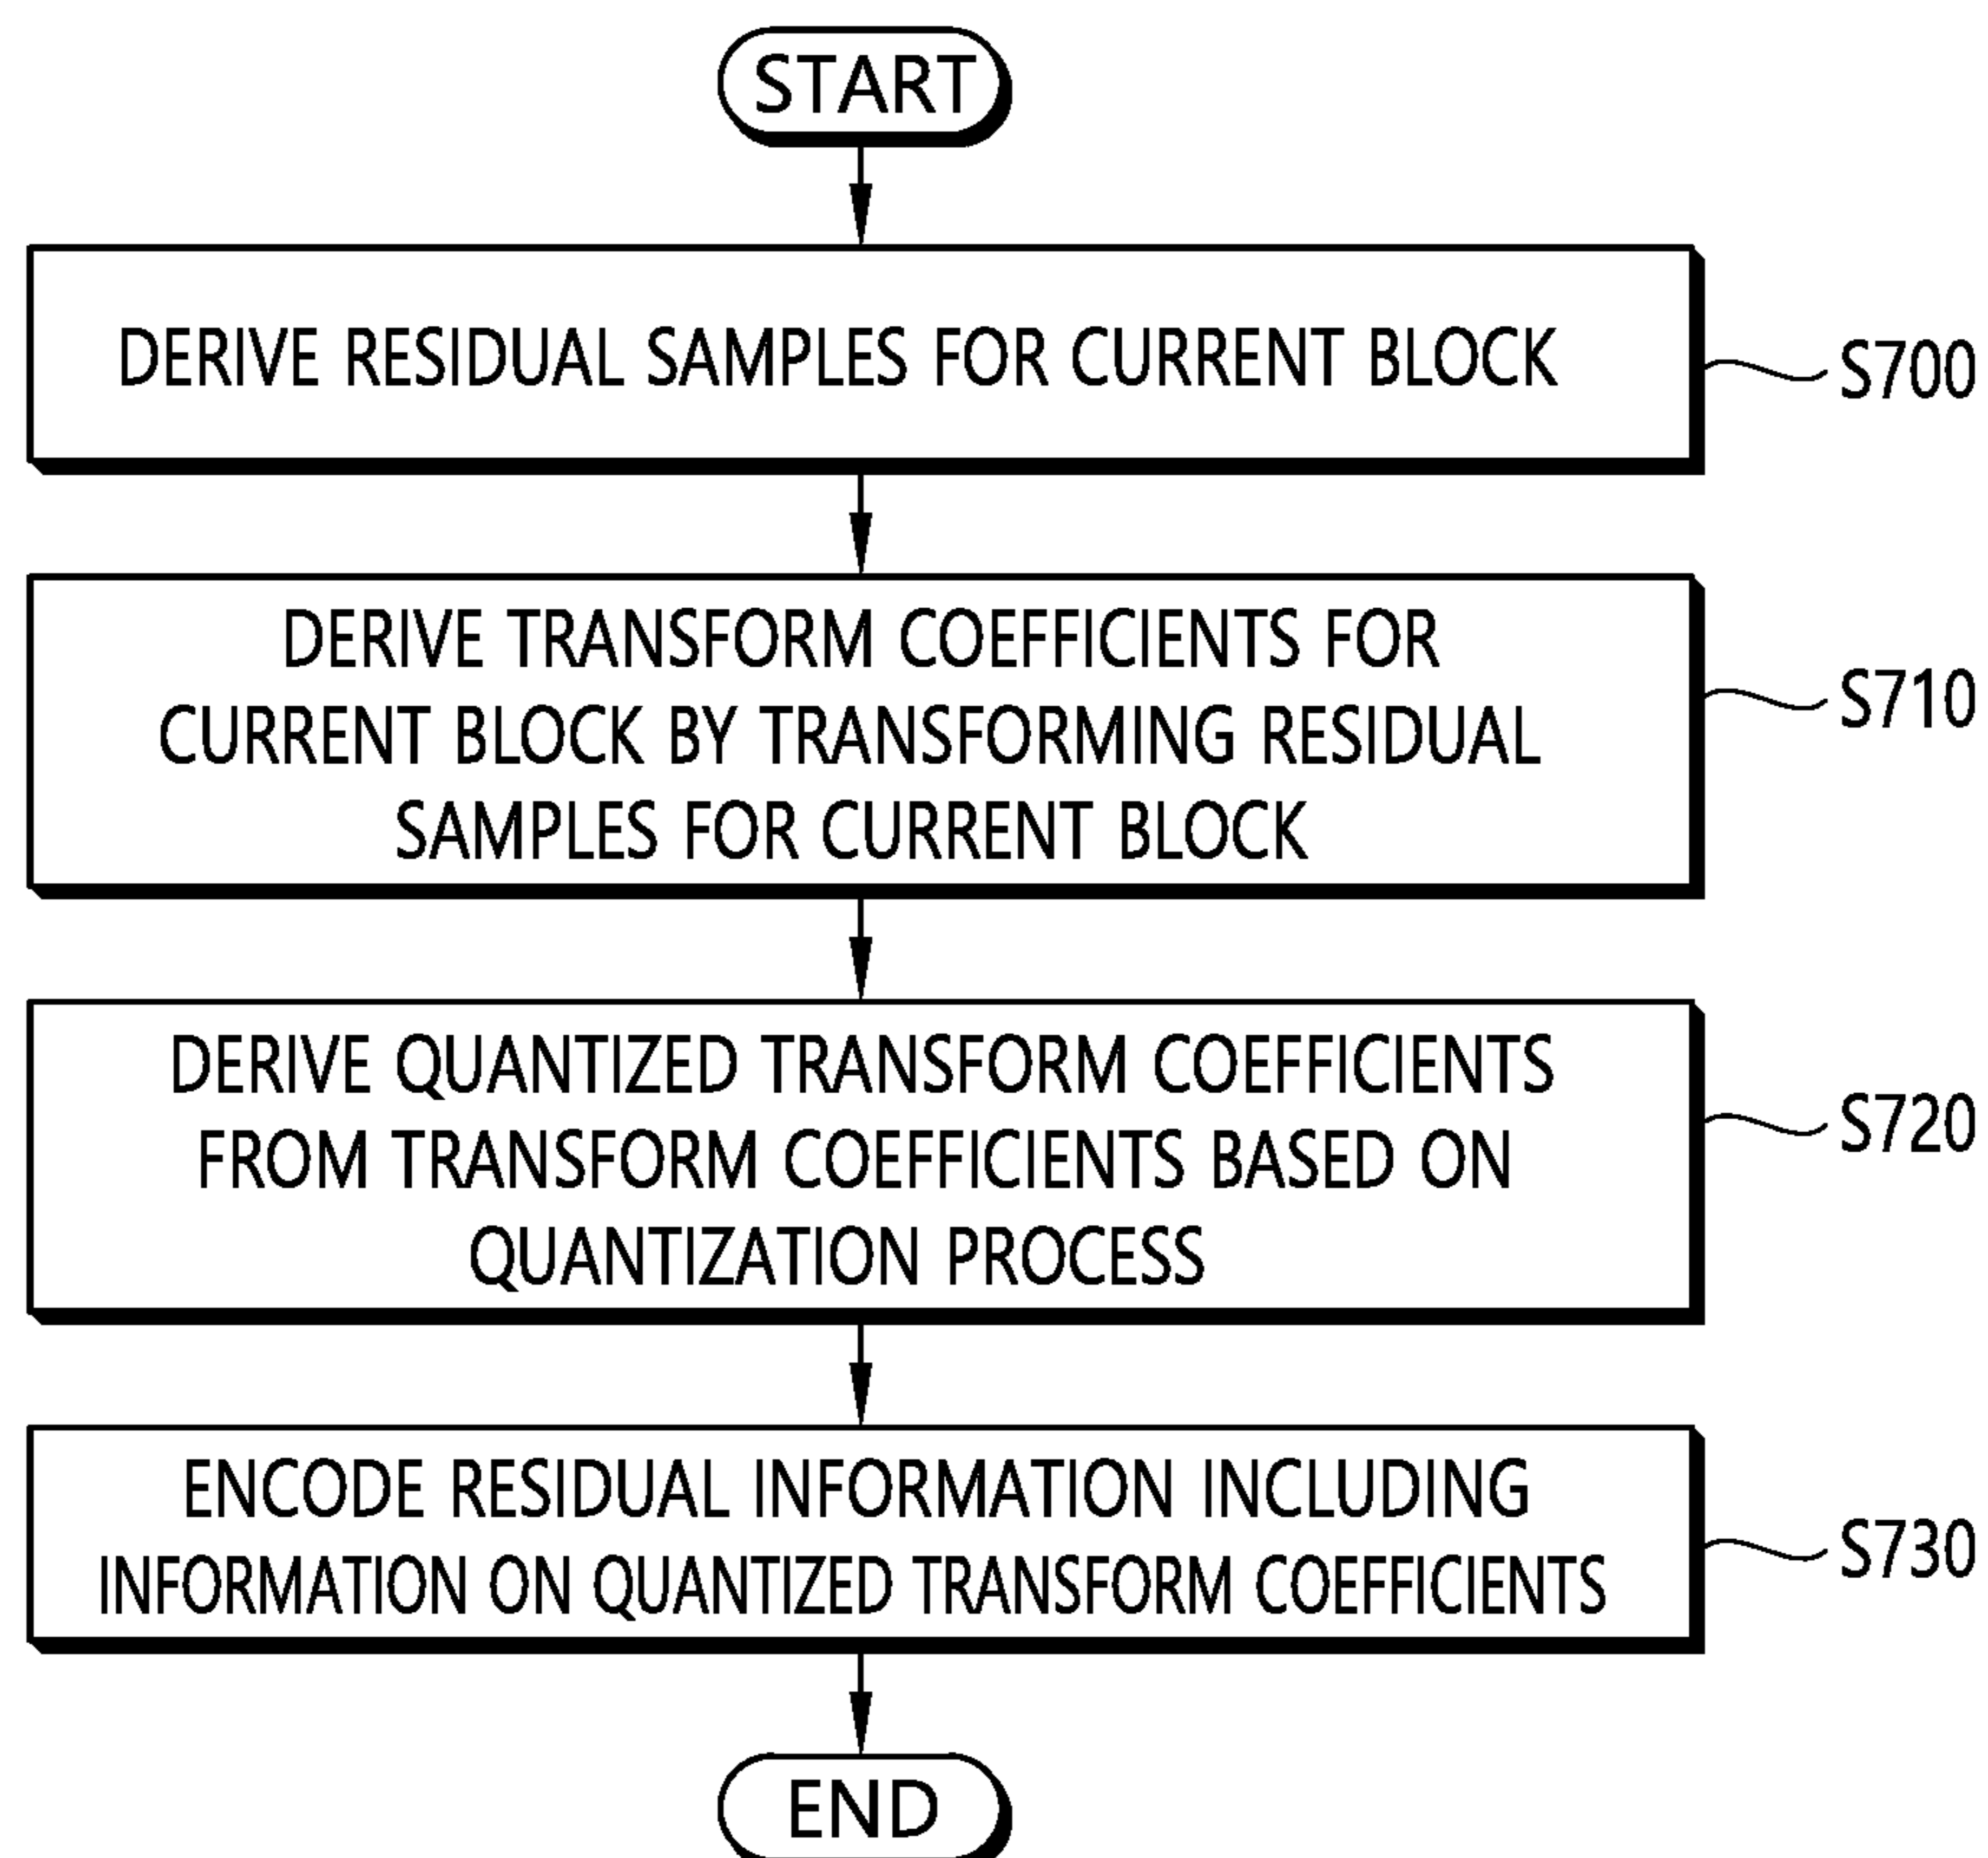 START
DERIVE RESIDUAL SAMPLES FOR CURRENT BLOCK
S700
DERIVE TRANSFORM COEFFICIENTS FOR
CURRENT BLOCK BY TRANSFORMING RESIDUAL
SAMPLES FOR CURRENT BLOCK
S710
DERIVE QUANTIZED TRANSFORM COEFFICIENTS
FROM TRANSFORM COEFFICIENTS BASED ON
QUANTIZATION PROCESS
S720
ENCODE RESIDUAL INFORMATION INCLUDING
INFORMATION ON QUANTIZED TRANSFORM COEFFICIENTS
S730
END